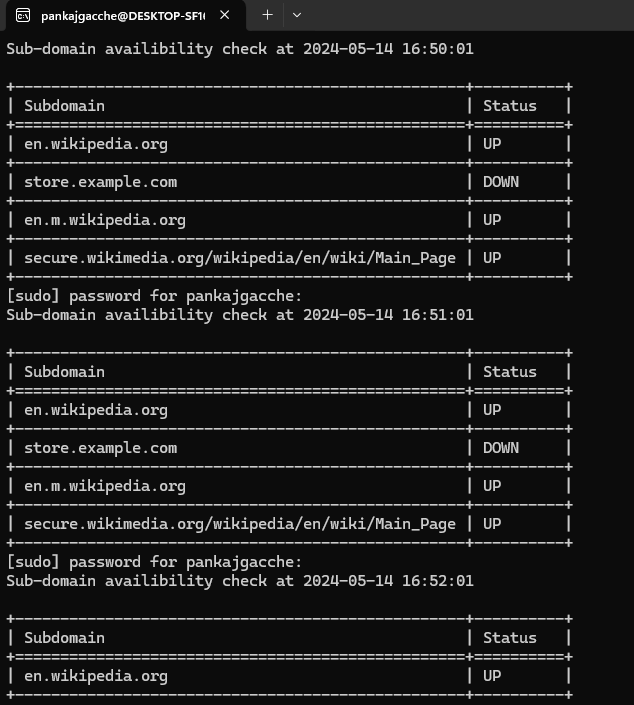 pankajgacche@DESKTOP-SF1
Sub-domain availibility check at 2024-05-14 16:50:01
| Subdomain | Status |
| en.wikipedia.org | UP |
| store.example.com | DOWN |
| en.m.wikipedia.org | UP |
| secure.wikimedia.org/wikipedia/en/wiki/Main_Page | UP |
[sudo] password for pankajgacche:
Sub-domain availibility check at 2024-05-14 16:51:01
| Subdomain | Status |
| en.wikipedia.org | UP |
| store.example.com | DOWN |
| en.m.wikipedia.org | UP |
| secure.wikimedia.org/wikipedia/en/wiki/Main_Page | UP |
[sudo] password for pankajgacche:
Sub-domain availibility check at 2024-05-14 16:52:01
| Subdomain | Status |
| en.wikipedia.org | UP |